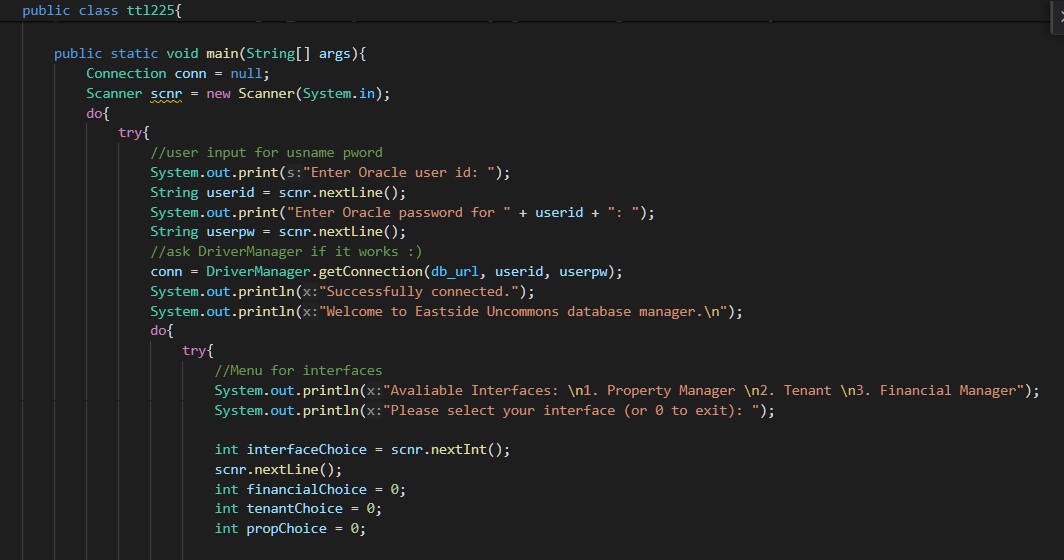 public class ttl225{
public static void main(String[] args){
Connection conn = null;
Scanner scnr = new Scanner(System.in);
do{
try{
//user input for usname pword
System.out.print(s:"Enter Oracle user id: ");
String userid = scnr.nextLine();
System.out.print("Enter Oracle password for " + userid + ": ");
String userpw = scnr.nextLine();
//ask DriverManager if it works :)
conn = DriverManager.getConnection(db_url, userid, userpw);
System.out.println(x:"Successfully connected.");
System.out.println(x:"Welcome to Eastside Uncommons database manager.\n");
do{
try{
//Menu for interfaces
System.out.println(x:"Avaliable Interfaces: \n1. Property Manager \n2. Tenant \n3. Financial Manager");
System.out.println(x:"Please select your interface (or 0 to exit): ");
int interfaceChoice = scnr.nextInt();
scnr.nextLine();
int financialChoice = 0;
int tenantChoice = 0;
int propChoice = 0;